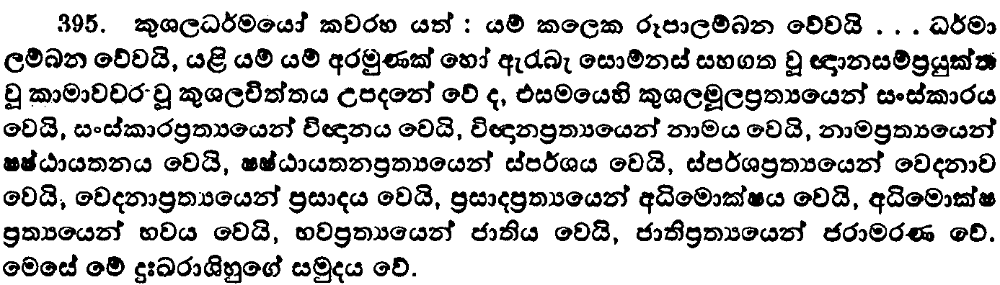 395. කුශලධර්මයෝ කවරහ යත් : යම් කලෙක රූපාලම්බන වේවයි . . . ධර්මා
ලම්බන වේවයි, යළි යම් යම් අරමුණක් හෝ ඇරැබැ සොම්නස් සහගත වූ ඥානසම්ප්‍රයුක්ත
වූ කාමාවචර වූ කුශලචිත්තය උපදනේ වේ ද, එසමයෙහි කුශලමූලප්‍රත්‍යයෙන් සංස්කාරය
වෙයි, සංස්කාරප්‍රත්‍යයෙන් විඥානය වෙයි, විඥානප්‍රත්‍යයෙන් නාමය වෙයි, නාමප්‍රත්‍යයෙන්
ෂෂ්ඨායතනය වෙයි, ෂෂ්ඨායතනප්‍රත්‍යයෙන් ස්පර්ශය වෙයි, ස්පර්ශප්‍රත්‍යයෙන් වෙදනාව
වෙයි, වෙදනාප්‍රත්‍යයෙන් ප්‍රසාදය වෙයි, ප්‍රසාදප්‍රත්‍යයෙන් අධිමොක්ෂය වෙයි, අධිමොක්ෂ
ප්‍රත්‍යයෙන් භවය වෙයි, භවප්‍රත්‍යයෙන් ජාතිය වෙයි, ජාතිප්‍රත්‍යයෙන් ජරාමරණ වේ.
මෙසේ මේ දුඃඛරාශිහුගේ සමුදය වේ.